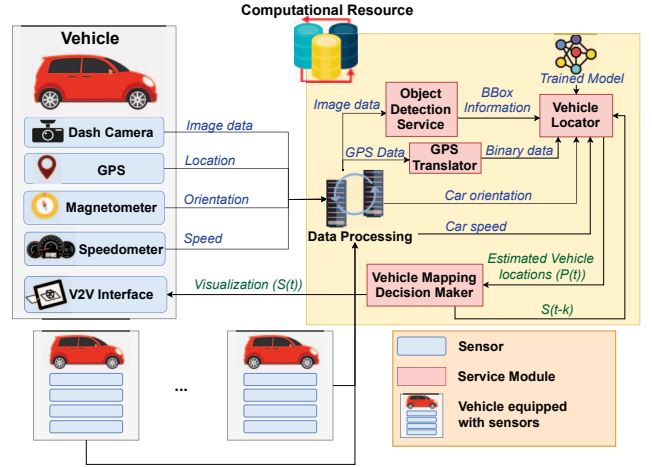 Computational Resource
Vehicle
Dash Camera
GPS
Magnetometer
Speedometer
V2V Interface
Image data
Location
Orientation
Speed
Visualization (S(t))
Trained Model
Image data
Object
Detection
Service
BBox
Information
Vehicle
Locator
GPS Data
GPS
Translator
Binary data
Car orientation
Data Processing
Car speed
Estimated Vehicle
locations (P(t))
Vehicle Mapping
Decision Maker
S(t-k)
...
Sensor
Service Module
Vehicle equipped
with sensors